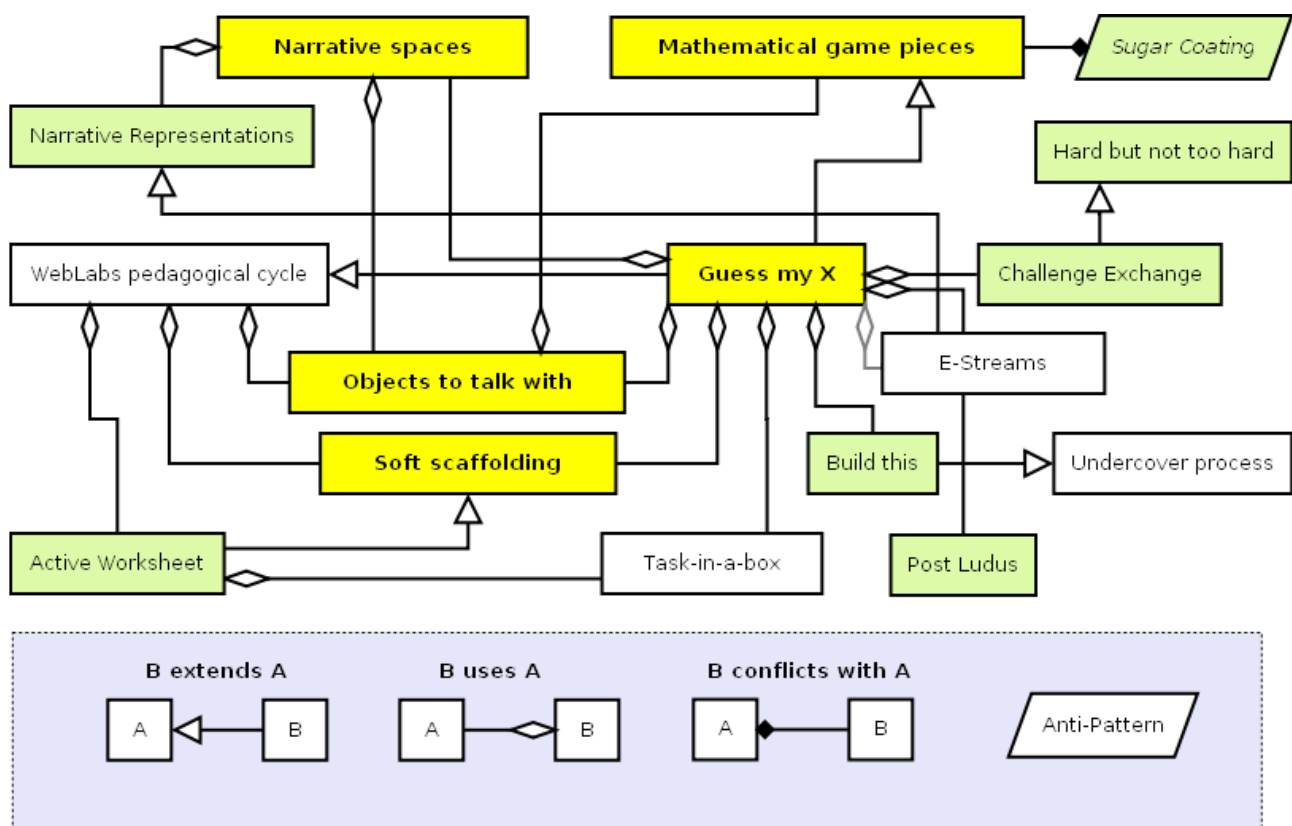 Narrative spaces
Mathematical game pieces
Sugar Coating
Narrative Representations
Hard but not too hard
WebLabs pedagogical cycle
Guess my X
Challenge Exchange
Objects to talk with
E-Streams
Soft scaffolding
Build this
Undercover process
Active Worksheet
Task-in-a-box
Post Ludus
B extends A
B uses A
B conflicts with A
A
B
A
B
A
B
Anti-Pattern